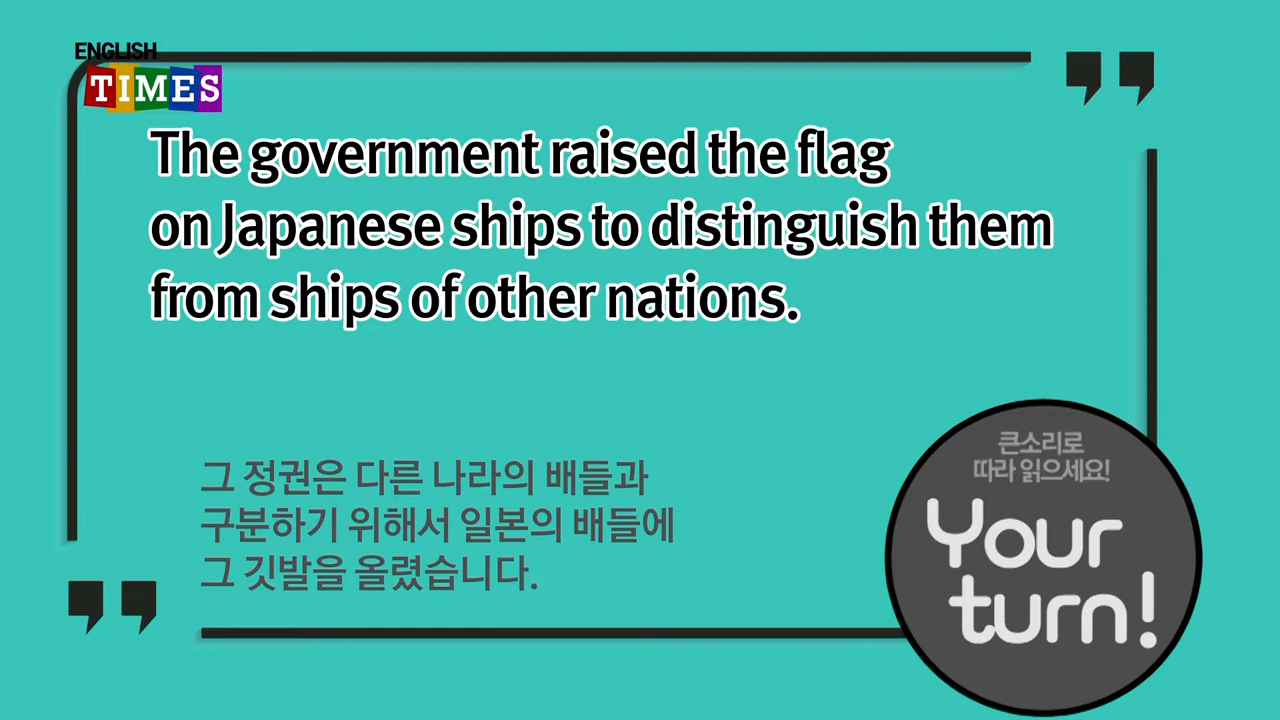 ENGLISH
TIMES
The government raised the flag
on Japanese ships to distinguish them
from ships of other nations.
그 정권은 다른 나라의 배들과
구분하기 위해서 일본의 배들에
그 깃발을 올렸습니다.
큰소리로
따라 읽으세요!
Your
turn!